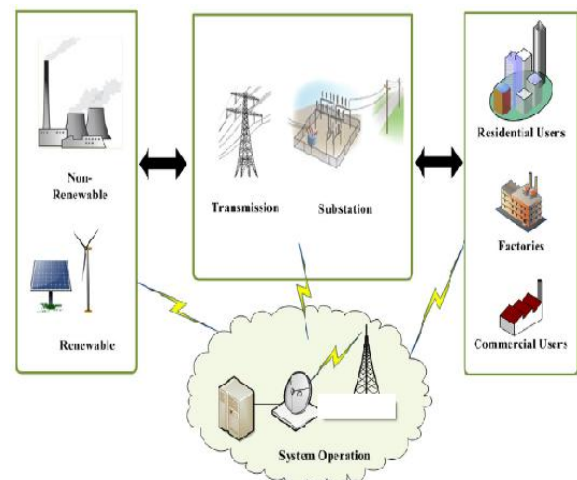 Non-
Renewable
Renewable
Transmission
Substation
Residential Users
Factories
Commercial Users
System Operation